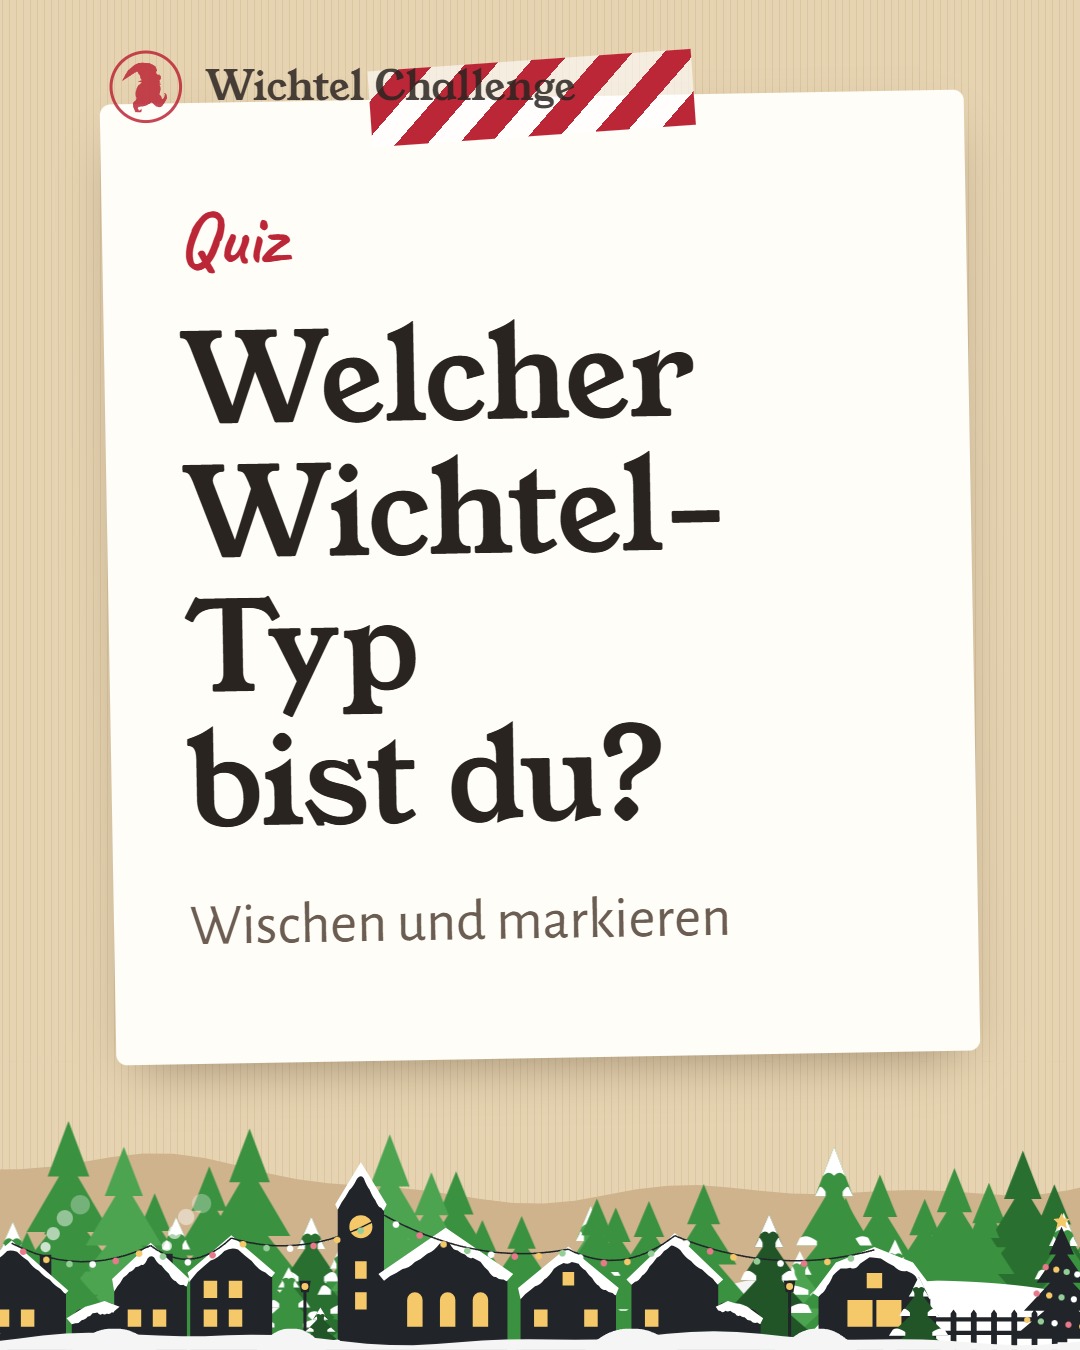 Wichtel Challenge
Quiz
Welcher
Wichtel-
Typ
bist du?
Wischen und markieren